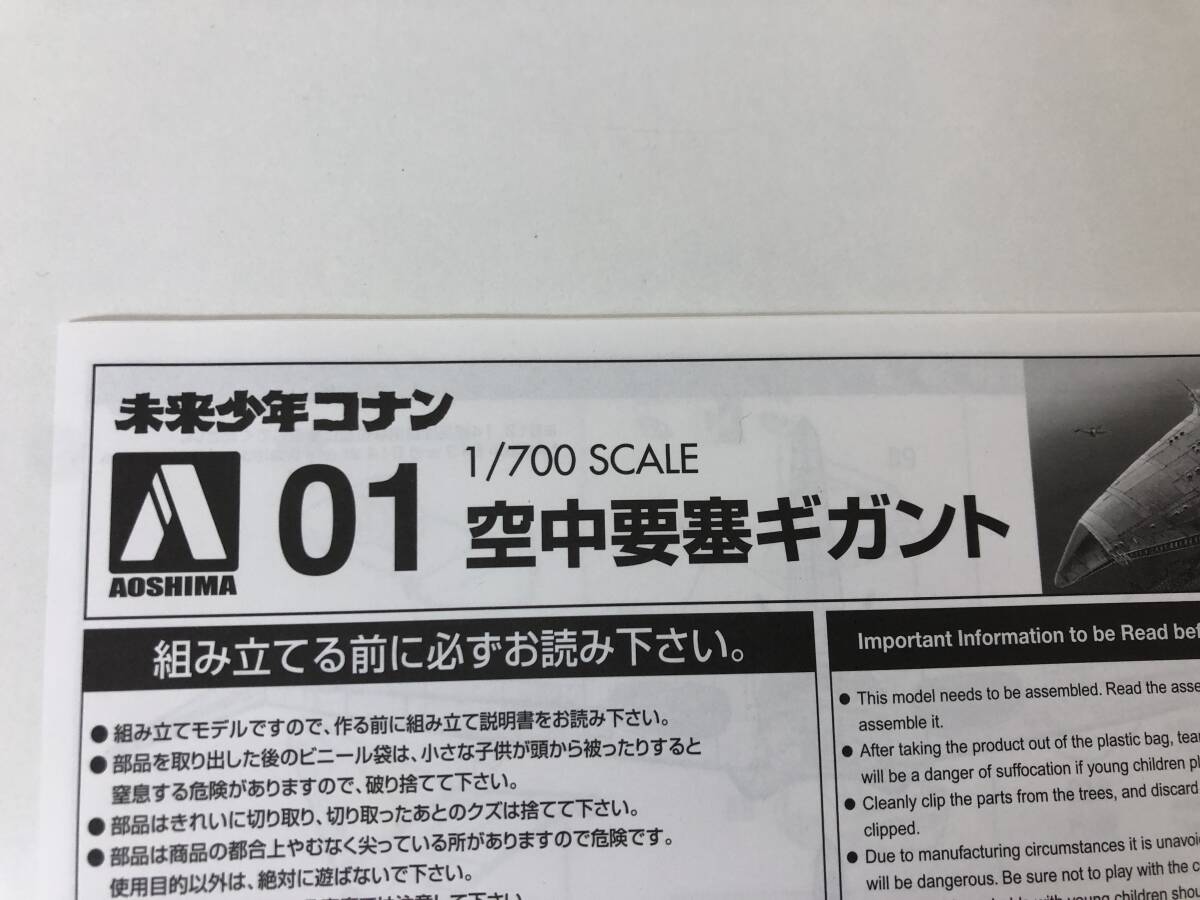 未来少年コナン
AOSHIMA
01
1/700 SCALE
空中要塞ギガント
組み立てる前に必ずお読み下さい。
● 組み立てモデルですので、作る前に組み立て説明書をお読み下さい。
● 部品を取り出した後のビニール袋は、小さな子供が頭から被ったりすると
窒息する危険がありますので、破り捨てて下さい。
● 部品はきれいに切り取り、切り取ったあとのクズは捨てて下さい。
● 部品は商品の都合上やむなく尖っている所がありますので危険です。
使用目的以外は、絶対に遊ばないで下さい。
Important Information to be Read bef
● This model needs to be assembled. Read the asse
assemble it.
● After taking the product out of the plastic bag, tear
will be a danger of suffocation if young children pl
● Cleanly clip the parts from the trees, and discard
clipped.
● Due to manufacturing circumstances it is unavoi
will be dangerous. Be sure not to play with the c
young children shou